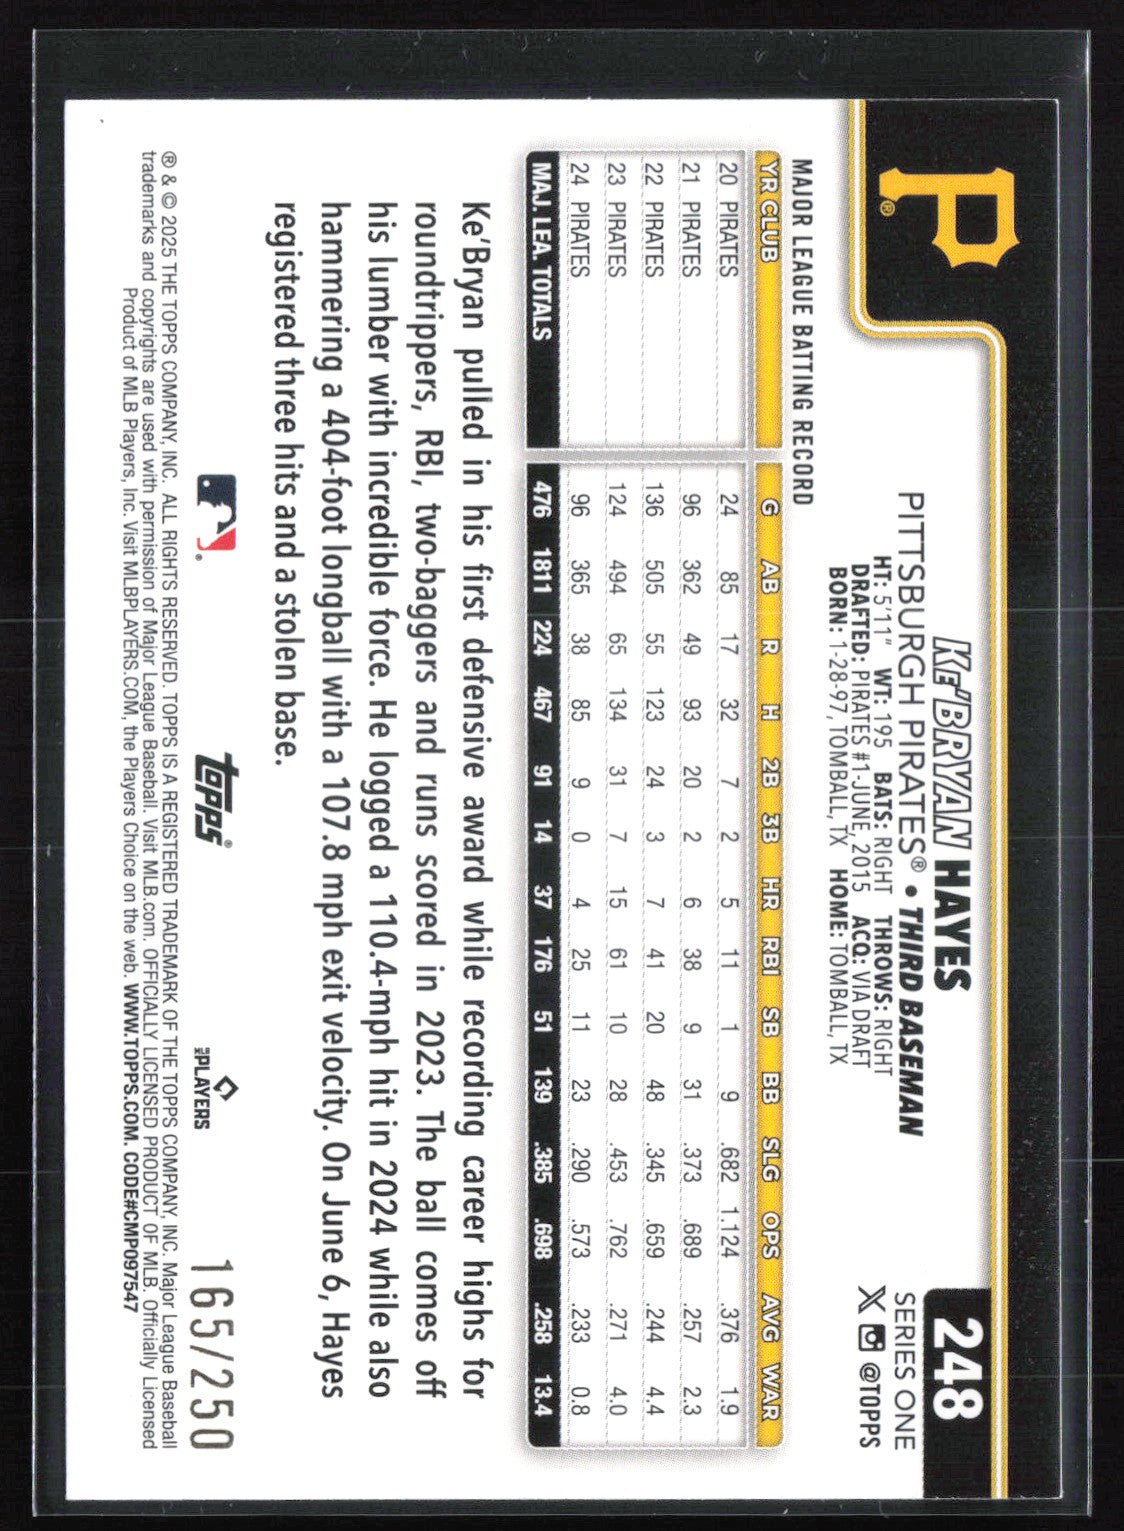 P®
248
SERIES ONE
X @TOPPS
KE'BRYAN HAYES
PITTSBURGH PIRATES® • THIRD BASEMAN
HT: 5'11" WT: 195 BATS: RIGHT THROWS: RIGHT
DRAFTED: PIRATES #1-JUNE, 2015 ACQ: VIA DRAFT
BORN: 1-28-97, TOMBALL, TX HOME: TOMBALL, TX
MAJOR LEAGUE BATTING RECORD
YR CLUB G AB R H 2B 3B HR RBI SB BB SLG OPS AVG WAR
20 PIRATES 24 85 17 32 7 2 5 11 1 9 .682 1.124 .376 1.9
21 PIRATES 96 362 49 93 20 2 6 38 9 31 .373 .689 .257 2.3
22 PIRATES 136 505 55 123 24 3 7 41 20 48 .345 .659 .244 4.4
23 PIRATES 124 494 65 134 31 7 15 61 10 28 .453 .762 .271 4.0
24 PIRATES 96 365 38 85 9 0 4 25 11 23 .290 .573 .233 0.8
MAJ. LEA. TOTALS 476 1811 224 467 91 14 37 176 51 139 .385 .698 .258 13.4
Ke'Bryan pulled in his first defensive award while recording career highs for
roundtrippers, RBI, two-baggers and runs scored in 2023. The ball comes off
his lumber with incredible force. He logged a 110.4-mph hit in 2024 while also
hammering a 404-foot longball with a 107.8 mph exit velocity. On June 6, Hayes
registered three hits and a stolen base.
®
topps®
MLB PLAYERS
165/250
® & © 2025 THE TOPPS COMPANY, INC. ALL RIGHTS RESERVED. TOPPS IS A REGISTERED TRADEMARK OF THE TOPPS COMPANY, INC. Major League Baseball
trademarks and copyrights are used with permission of Major League Baseball. Visit MLB.com. OFFICIALLY LICENSED PRODUCT OF MLB. Officially Licensed
Product of MLB Players, Inc. Visit MLBPLAYERS.COM, the Players Choice on the web. WWW.TOPPS.COM. CODE#CMP097547